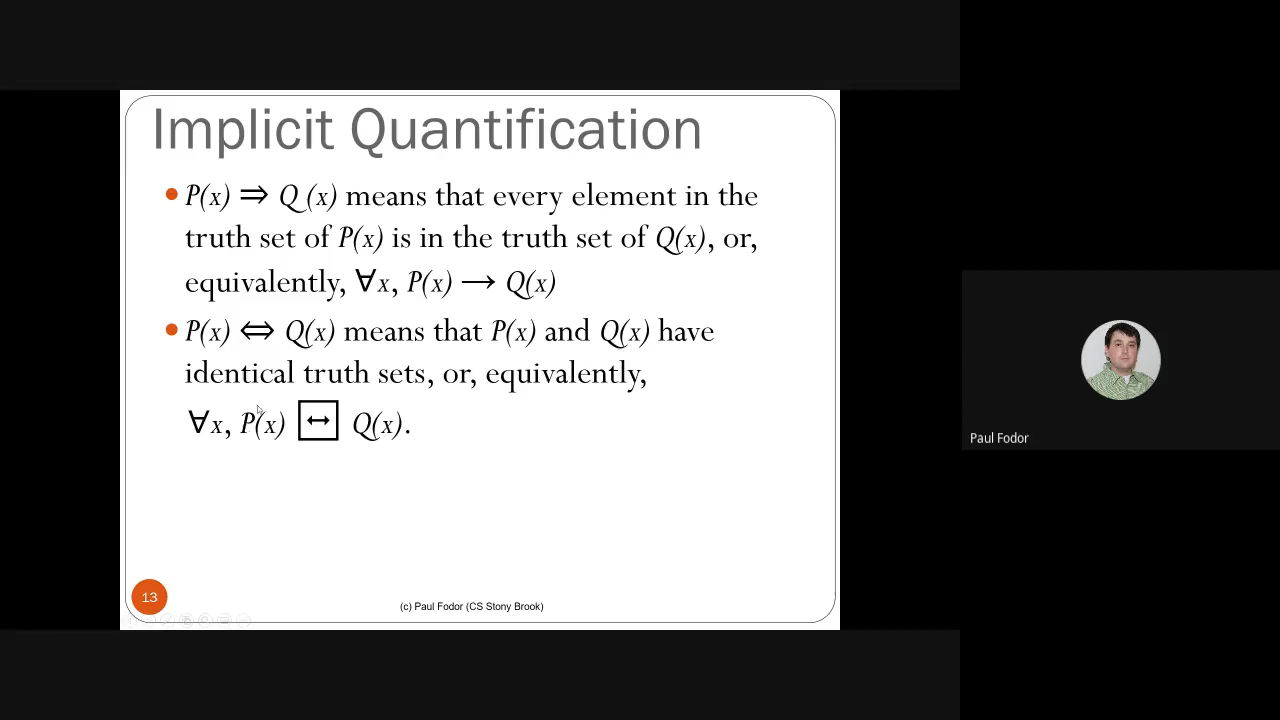 Implicit Quantification
• P(x) ⇒ Q (x) means that every element in the
truth set of P(x) is in the truth set of Q(x), or,
equivalently, ∀x, P(x) → Q(x)
• P(x) ⇔ Q(x) means that P(x) and Q(x) have
identical truth sets, or, equivalently,
∀x, P(x) ↔ Q(x).
13
(c) Paul Fodor (CS Stony Brook)
Paul Fodor